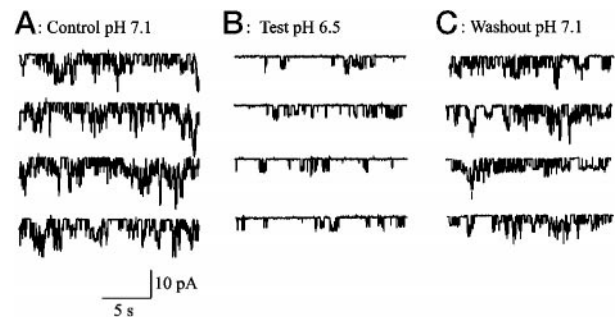 A: Control pH 7.1
B: Test pH 6.5
C: Washout pH 7.1
10 pA
5 s